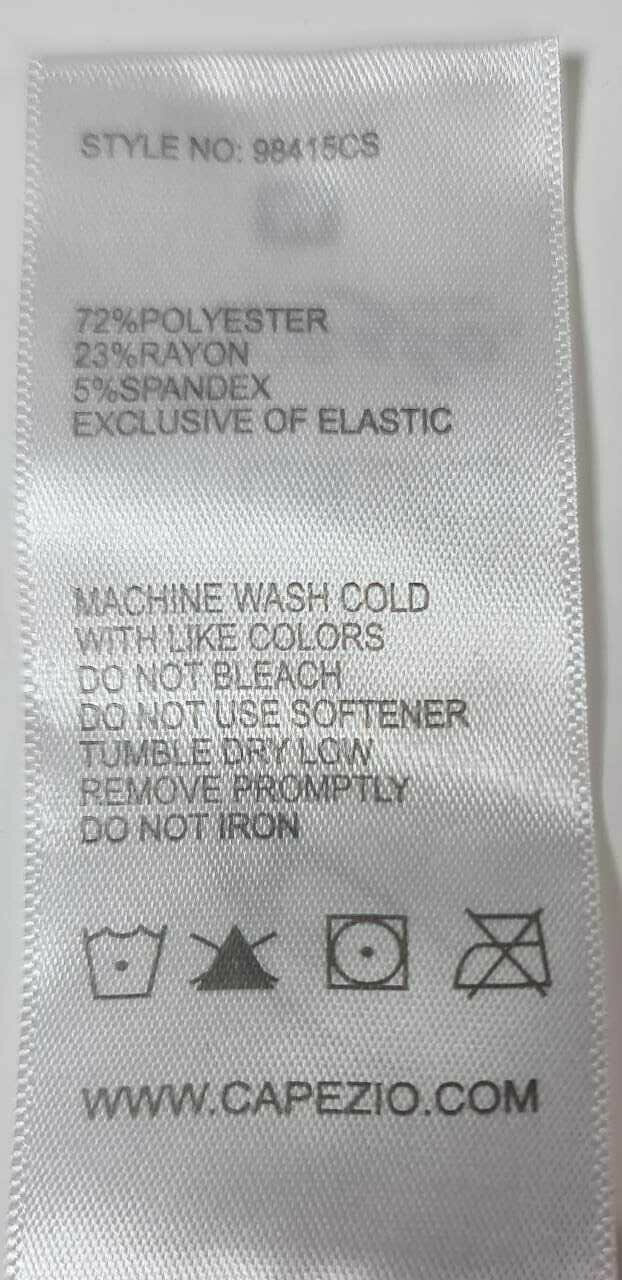 STYLE NO: 98415CS
72%POLYESTER
23%RAYON
5%SPANDEX
EXCLUSIVE OF ELASTIC
MACHINE WASH COLD
WITH LIKE COLORS
DO NOT BLEACH
DO NOT USE SOFTENER
TUMBLE DRY LOW
REMOVE PROMPTLY
DO NOT IRON
WWW.CAPEZIO.COM